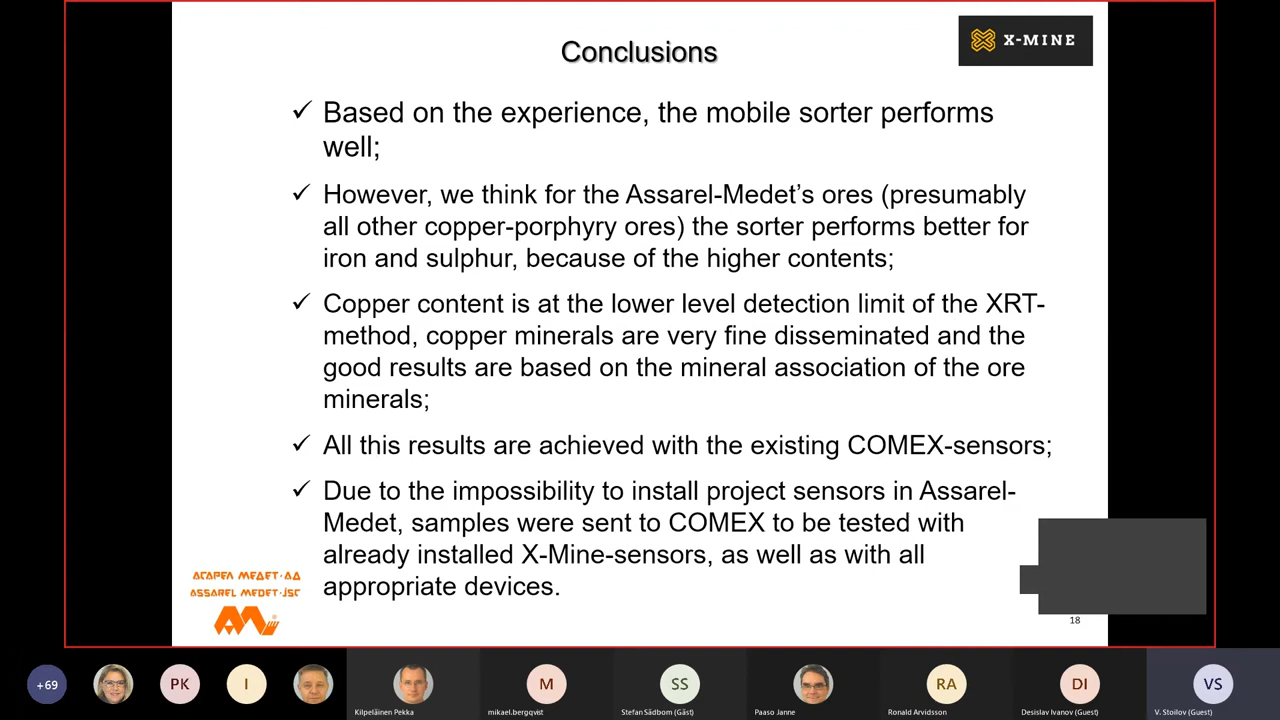 Conclusions
X-MINE
✓ Based on the experience, the mobile sorter performs
well;
✓ However, we think for the Assarel-Medet’s ores (presumably
all other copper-porphyry ores) the sorter performs better for
iron and sulphur, because of the higher contents;
✓ Copper content is at the lower level detection limit of the XRT-
method, copper minerals are very fine disseminated and the
good results are based on the mineral association of the ore
minerals;
✓ All this results are achieved with the existing COMEX-sensors;
✓ Due to the impossibility to install project sensors in Assarel-
Medet, samples were sent to COMEX to be tested with
already installed X-Mine-sensors, as well as with all
appropriate devices.
АСАРЕЛ МЕДЕТ·АД
ASSAREL MEDET·JSC
18
+69
PK
I
Kilpeläinen Pekka
M
mikael.bergqvist
SS
Stefan Sädbom (Gäst)
Paaso Janne
RA
Ronald Arvidsson
DI
Desislav Ivanov (Guest)
VS
V. Stoilov (Guest)